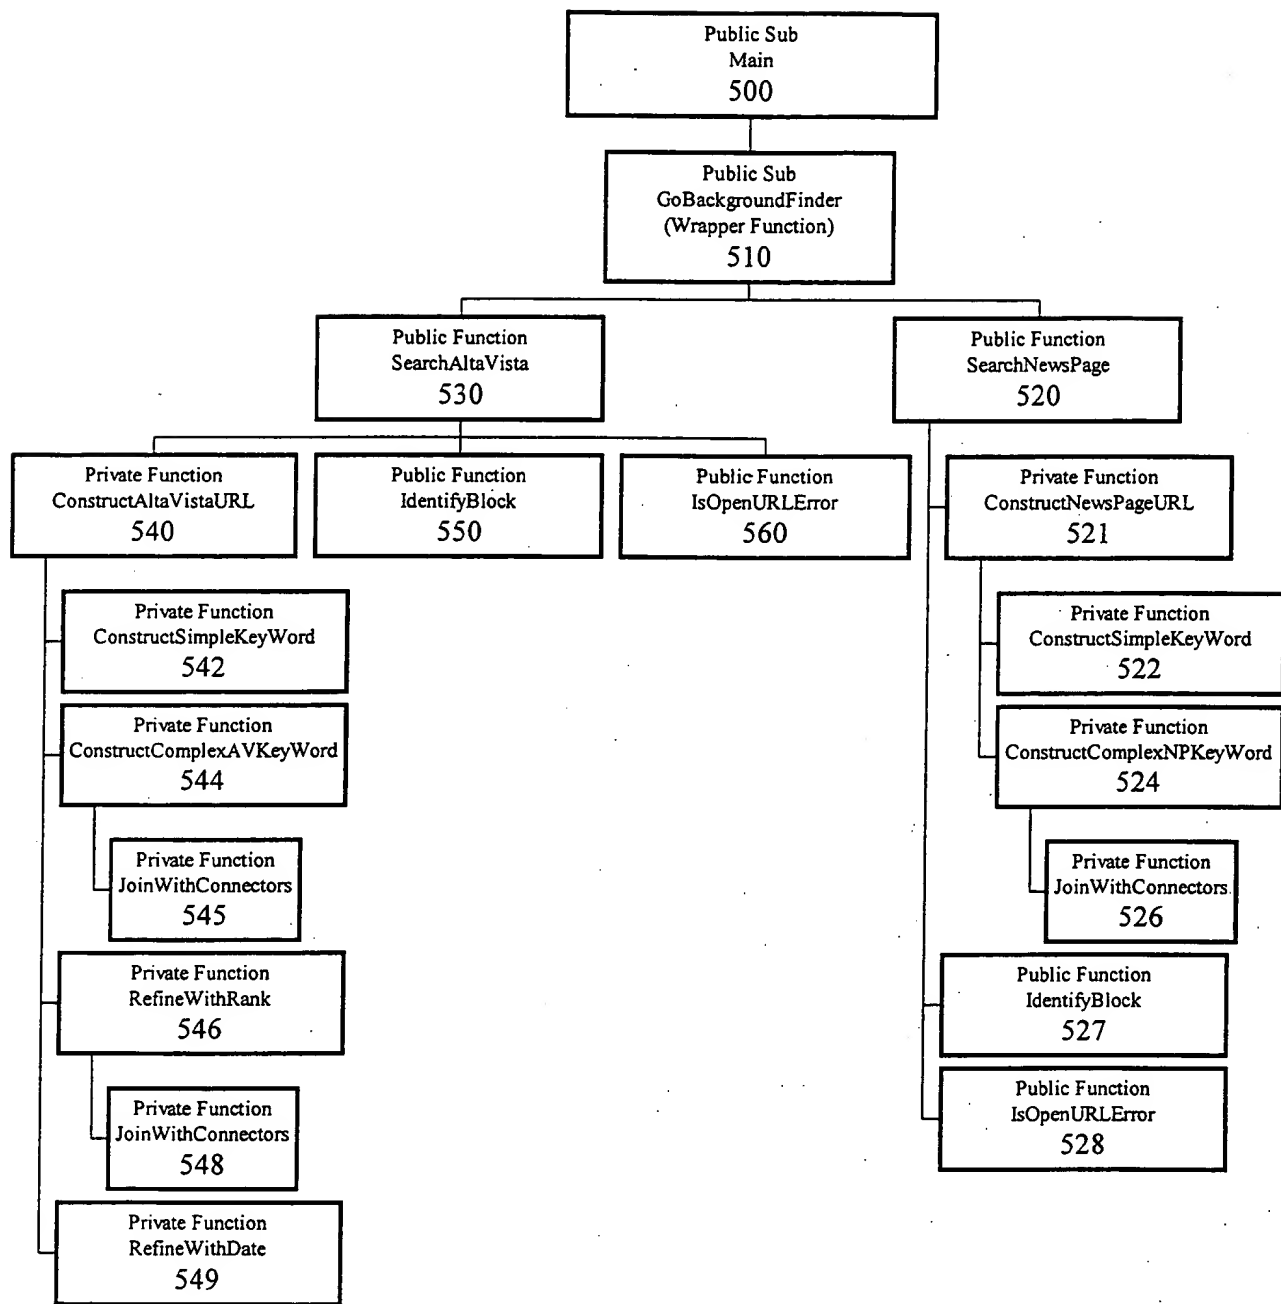 Public Sub
Main
500
Public Sub
GoBackgroundFinder
(Wrapper Function)
510
Public Function
SearchAltaVista
530
Public Function
SearchNewsPage
520
Private Function
ConstructAltaVistaURL
540
Public Function
IdentifyBlock
550
Public Function
IsOpenURLError
560
Private Function
ConstructNewsPageURL
521
Private Function
ConstructSimpleKeyWord
542
Private Function
ConstructSimpleKeyWord
522
Private Function
ConstructComplexAVKeyWord
544
Private Function
ConstructComplexNPKeyWord
524
Private Function
JoinWithConnectors
545
Private Function
JoinWithConnectors
526
Private Function
RefineWithRank
546
Public Function
IdentifyBlock
527
Private Function
JoinWithConnectors
548
Public Function
IsOpenURLError
528
Private Function
RefineWithDate
549